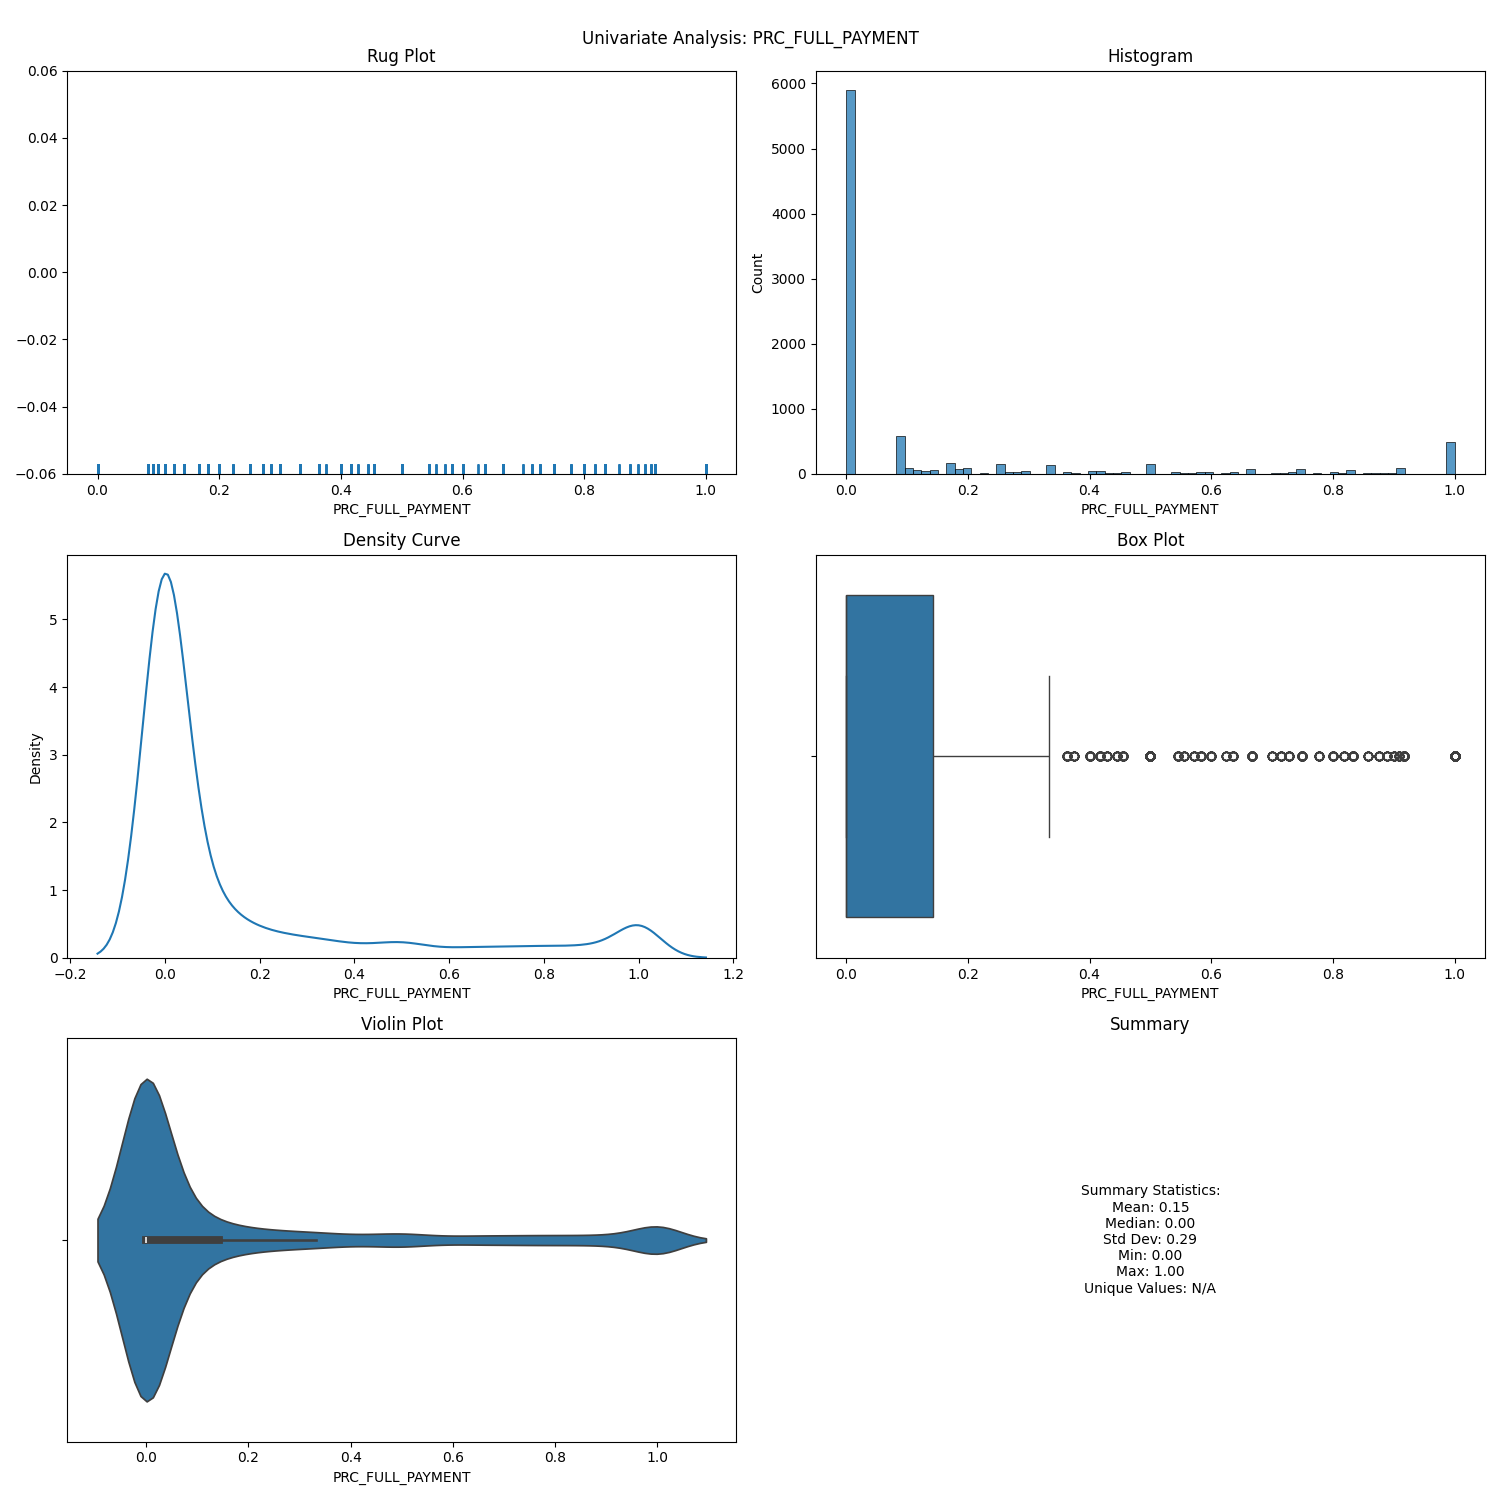 Univariate Analysis: PRC_FULL_PAYMENT
Rug Plot
0.06
0.04
0.02
0.00
−0.02
−0.04
−0.06
0.0 0.2 0.4 0.6 0.8 1.0
PRC_FULL_PAYMENT
Histogram
Count
6000
5000
4000
3000
2000
1000
0
0.0 0.2 0.4 0.6 0.8 1.0
PRC_FULL_PAYMENT
Density Curve
Density
5
4
3
2
1
0
−0.2 0.0 0.2 0.4 0.6 0.8 1.0 1.2
PRC_FULL_PAYMENT
Box Plot
0.0 0.2 0.4 0.6 0.8 1.0
PRC_FULL_PAYMENT
Violin Plot
0.0 0.2 0.4 0.6 0.8 1.0
PRC_FULL_PAYMENT
Summary
Summary Statistics:
Mean: 0.15
Median: 0.00
Std Dev: 0.29
Min: 0.00
Max: 1.00
Unique Values: N/A